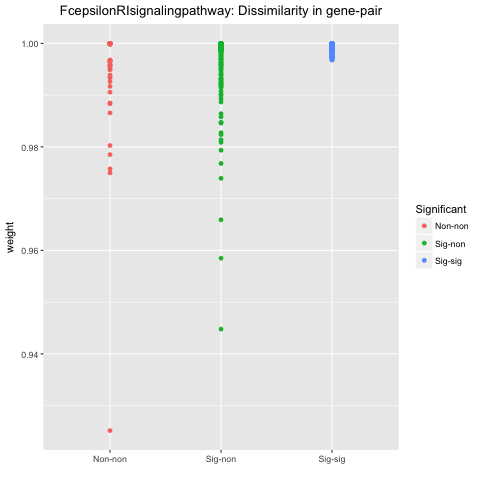 FcepsilonRIsignalingpathway: Dissimilarity in gene-pair
1.00
0.98
0.96
0.94
weight
Non-non
Sig-non
Sig-sig
Significant
Non-non
Sig-non
Sig-sig